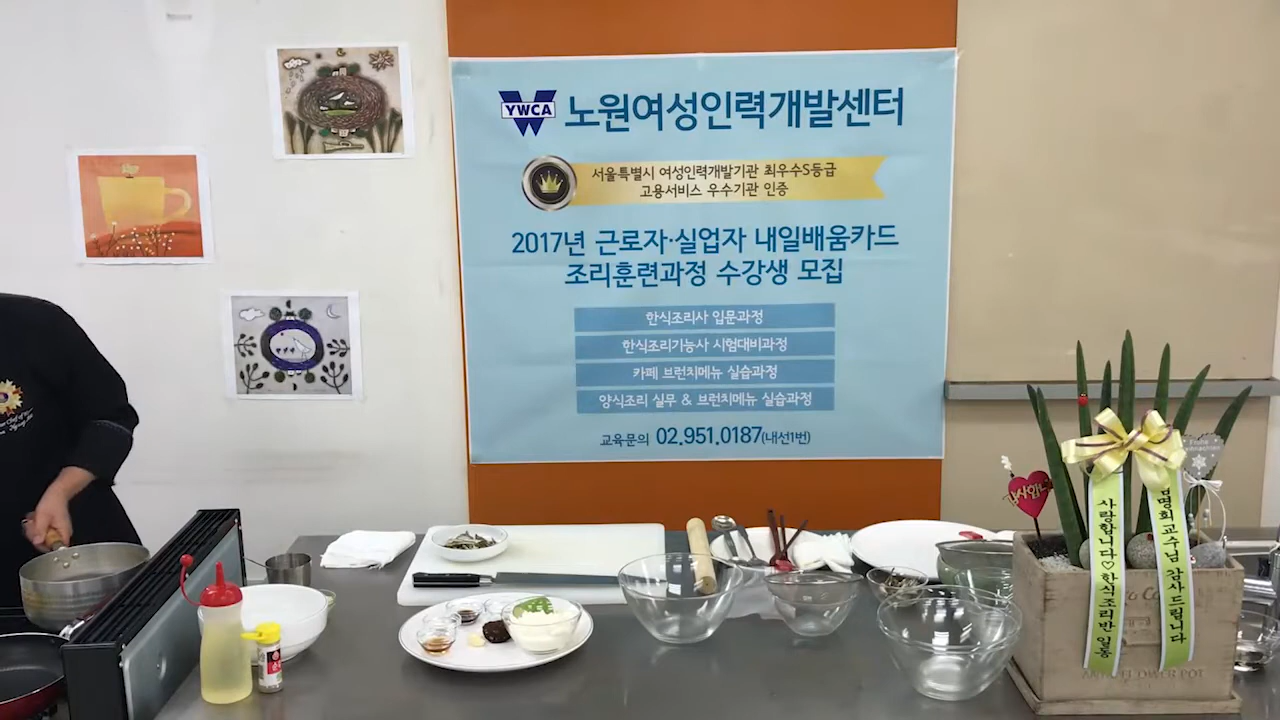 YWCA 노원여성인력개발센터
서울특별시 여성인력개발기관 최우수S등급
고용서비스 우수기관 인증
2017년 근로자·실업자 내일배움카드
조리훈련과정 수강생 모집
한식조리사 입문과정
한식조리기능사 시험대비과정
카페 브런치메뉴 실습과정
양식조리 실무 & 브런치메뉴 실습과정
교육문의 02.951.0187(내선1번)
감사합니다
사랑합니다♡한식조리반 일동
명희교수님 감사드립니다
FLOWER POT